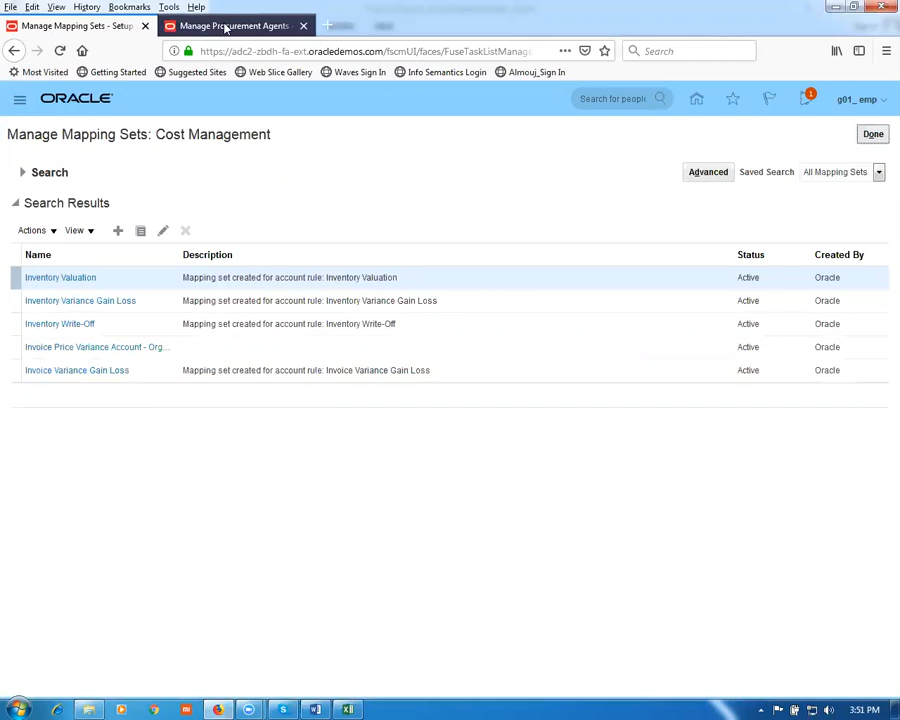 File Edit View History Bookmarks Tools Help
Manage Mapping Sets - Setup
Manage Procurement Agents -
https://adc2-zbdh-fa-ext.oracledemos.com/fscmUI/faces/FuseTaskListManag
Search
Most Visited Getting Started Suggested Sites Web Slice Gallery Waves Sign In Info Semantics Login Almouj_Sign In
ORACLE
Search for people
1
g01_ emp
Manage Mapping Sets: Cost Management
Done
Search
Advanced Saved Search All Mapping Sets
Search Results
Actions View
Name Description Status Created By
Inventory Valuation Mapping set created for account rule: Inventory Valuation Active Oracle
Inventory Variance Gain Loss Mapping set created for account rule: Inventory Variance Gain Loss Active Oracle
Inventory Write-Off Mapping set created for account rule: Inventory Write-Off Active Oracle
Invoice Price Variance Account - Org... Active Oracle
Invoice Variance Gain Loss Mapping set created for account rule: Invoice Variance Gain Loss Active Oracle
3:51 PM